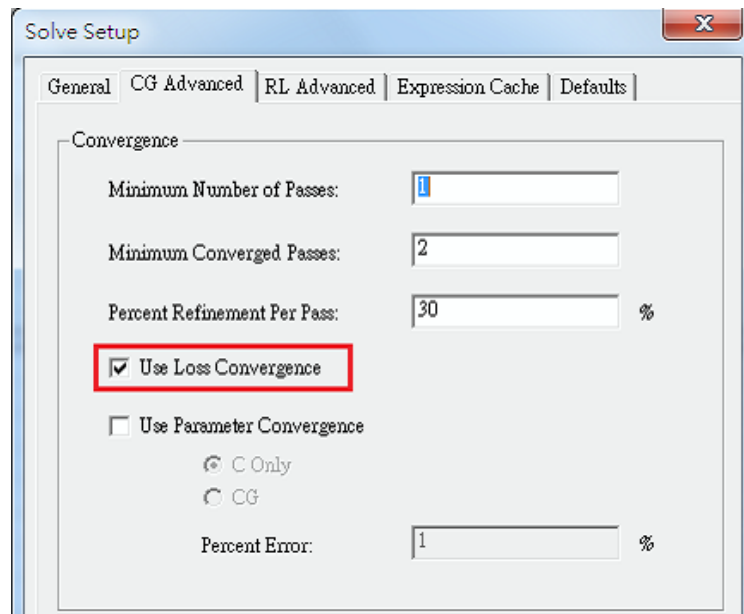 Solve Setup
General CG Advanced RL Advanced Expression Cache Defaults
Convergence
Minimum Number of Passes: 1
Minimum Converged Passes: 2
Percent Refinement Per Pass: 30 %
Use Loss Convergence
Use Parameter Convergence
C Only
CG
Percent Error: 1 %